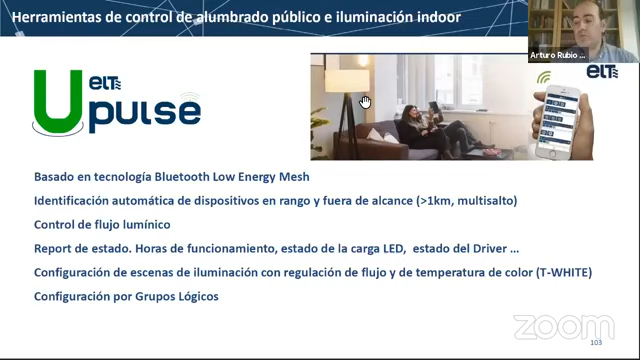 Herramientas de control de alumbrado público e iluminación indoor
Arturo Rubio ...
ELT
ELT
Upulse
Basado en tecnología Bluetooth Low Energy Mesh
Identificación automática de dispositivos en rango y fuera de alcance (>1km, multisalto)
Control de flujo lumínico
Report de estado. Horas de funcionamiento, estado de la carga LED, estado del Driver ...
Configuración de escenas de iluminación con regulación de flujo y de temperatura de color (T-WHITE)
Configuración por Grupos Lógicos
zoom
103